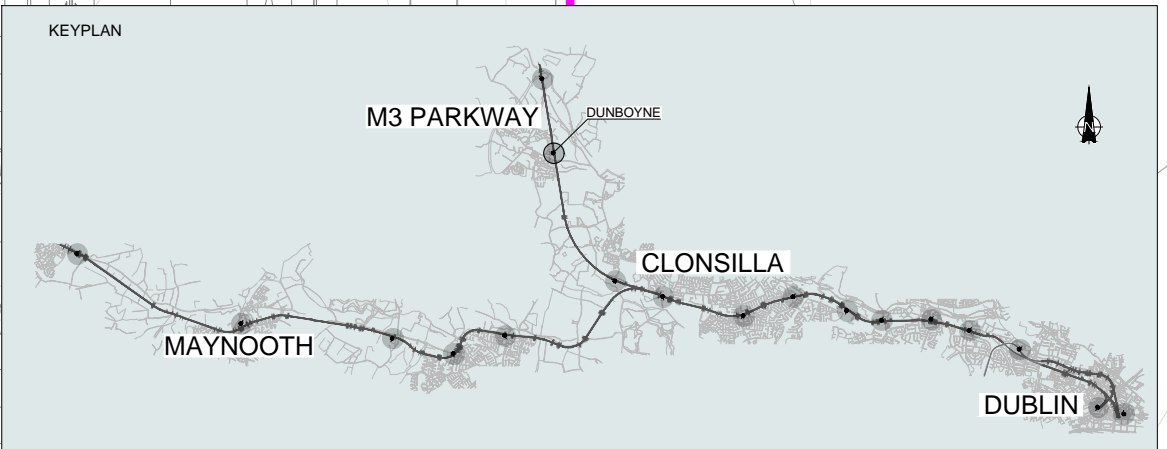 KEYPLAN
M3 PARKWAY
DUNBOYNE
N
CLONSILLA
MAYNOOTH
DUBLIN